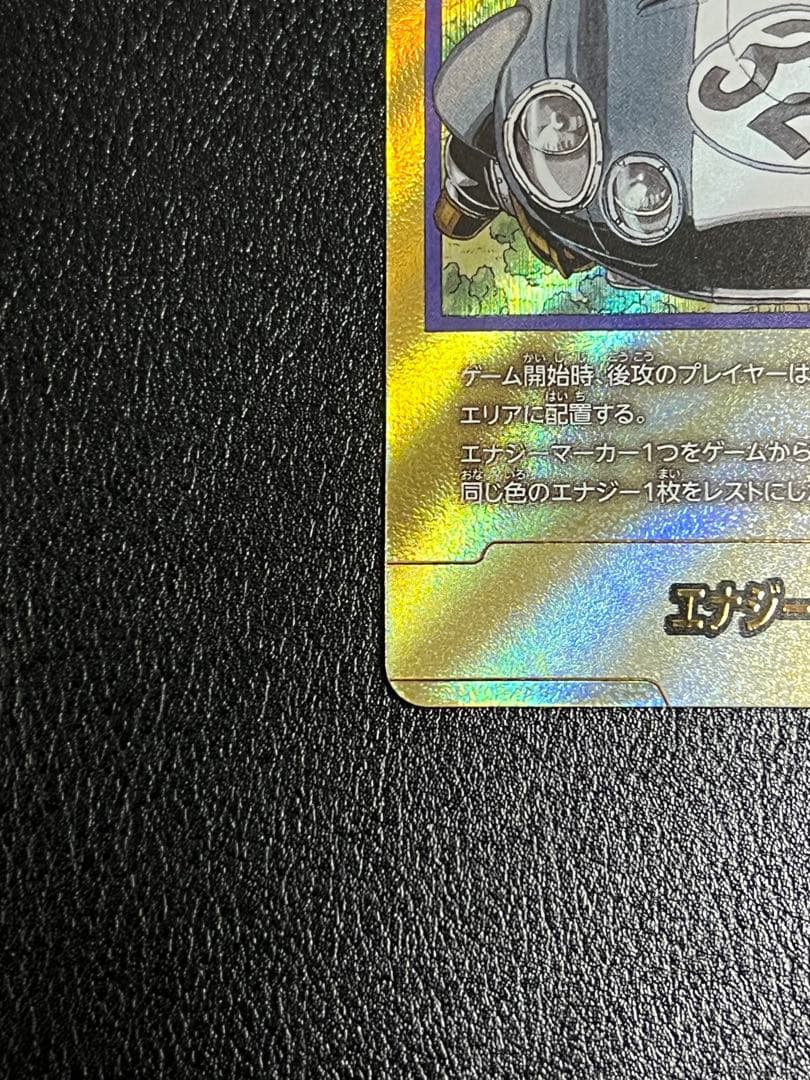 ゲーム開始時、後攻のプレイヤーは
エリアに配置する。
エナジーマーカー1つをゲームから
同じ色のエナジー1枚をレストにし
エナジー